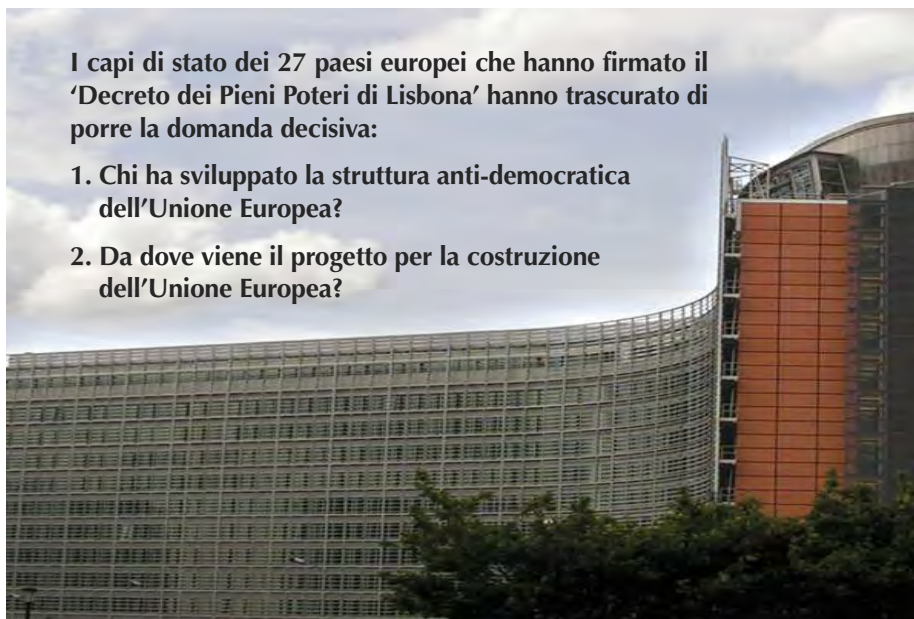 I capi di stato dei 27 paesi europei che hanno firmato il
‘Decreto dei Pieni Poteri di Lisbona’ hanno trascurato di
porre la domanda decisiva:
1. Chi ha sviluppato la struttura anti-democratica
dell’Unione Europea?
2. Da dove viene il progetto per la costruzione
dell’Unione Europea?